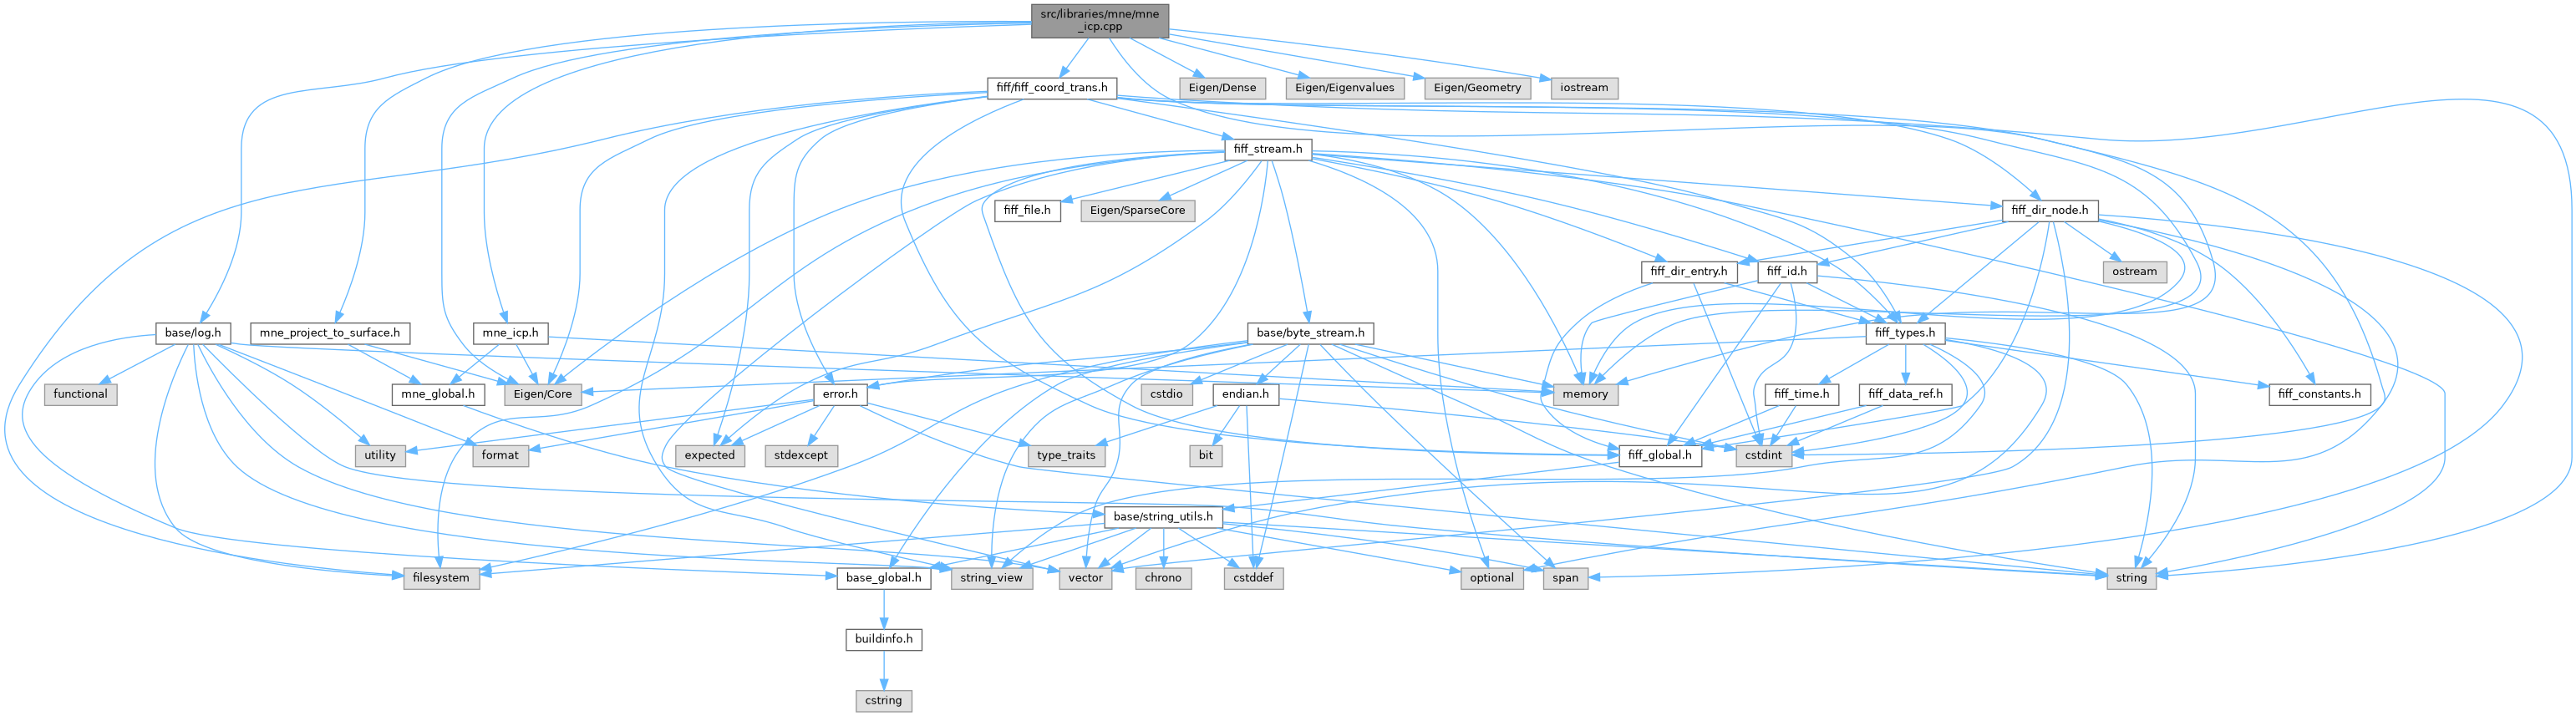 src/libraries/mne/mne
_icp.cpp
fiff/fiff_coord_trans.h
Eigen/Dense
Eigen/Eigenvalues
Eigen/Geometry
iostream
fiff_stream.h
fiff_file.h
Eigen/SparseCore
fiff_dir_node.h
fiff_dir_entry.h
fiff_id.h
ostream
base/log.h
mne_project_to_surface.h
mne_icp.h
base/byte_stream.h
fiff_types.h
functional
mne_global.h
Eigen/Core
error.h
cstdio
endian.h
memory
fiff_time.h
fiff_data_ref.h
fiff_constants.h
utility
format
expected
stdexcept
type_traits
bit
fiff_global.h
cstdint
base/string_utils.h
filesystem
base_global.h
string_view
vector
chrono
cstddef
optional
span
string
buildinfo.h
cstring